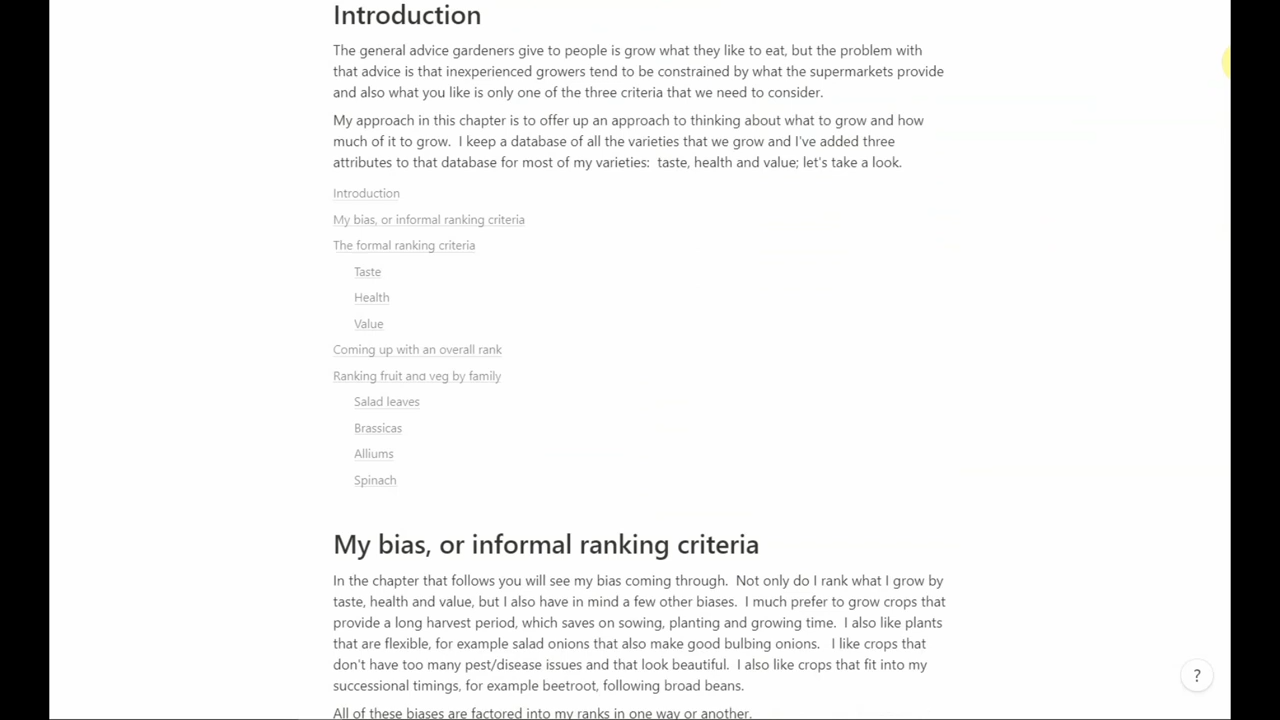 Introduction
The general advice gardeners give to people is grow what they like to eat, but the problem with
that advice is that inexperienced growers tend to be constrained by what the supermarkets provide
and also what you like is only one of the three criteria that we need to consider.
My approach in this chapter is to offer up an approach to thinking about what to grow and how
much of it to grow.  I keep a database of all the varieties that we grow and I've added three
attributes to that database for most of my varieties:  taste, health and value; let's take a look.
Introduction
My bias, or informal ranking criteria
The formal ranking criteria
Taste
Health
Value
Coming up with an overall rank
Ranking fruit and veg by family
Salad leaves
Brassicas
Alliums
Spinach
My bias, or informal ranking criteria
In the chapter that follows you will see my bias coming through.  Not only do I rank what I grow by
taste, health and value, but I also have in mind a few other biases.  I much prefer to grow crops that
provide a long harvest period, which saves on sowing, planting and growing time.  I also like plants
that are flexible, for example salad onions that also make good bulbing onions.   I like crops that
don't have too many pest/disease issues and that look beautiful.  I also like crops that fit into my
successional timings, for example beetroot, following broad beans.
?
All of these biases are factored into my ranks in one way or another.